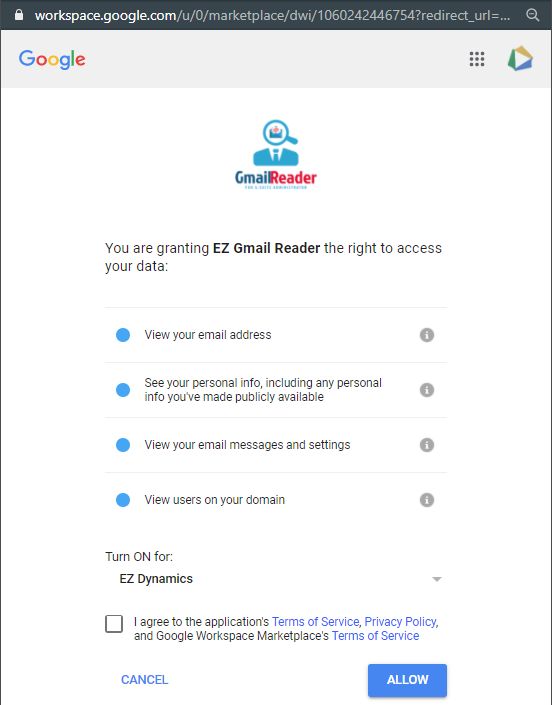 workspace.google.com/u/0/marketplace/dwi/1060242446754?redirect_url=...
Google
GmailReader
FOR G SUITE ADMINISTRATOR
You are granting EZ Gmail Reader the right to access
your data:
View your email address
See your personal info, including any personal
info you've made publicly available
View your email messages and settings
View users on your domain
Turn ON for:
EZ Dynamics
I agree to the application's Terms of Service, Privacy Policy,
and Google Workspace Marketplace's Terms of Service
CANCEL
ALLOW